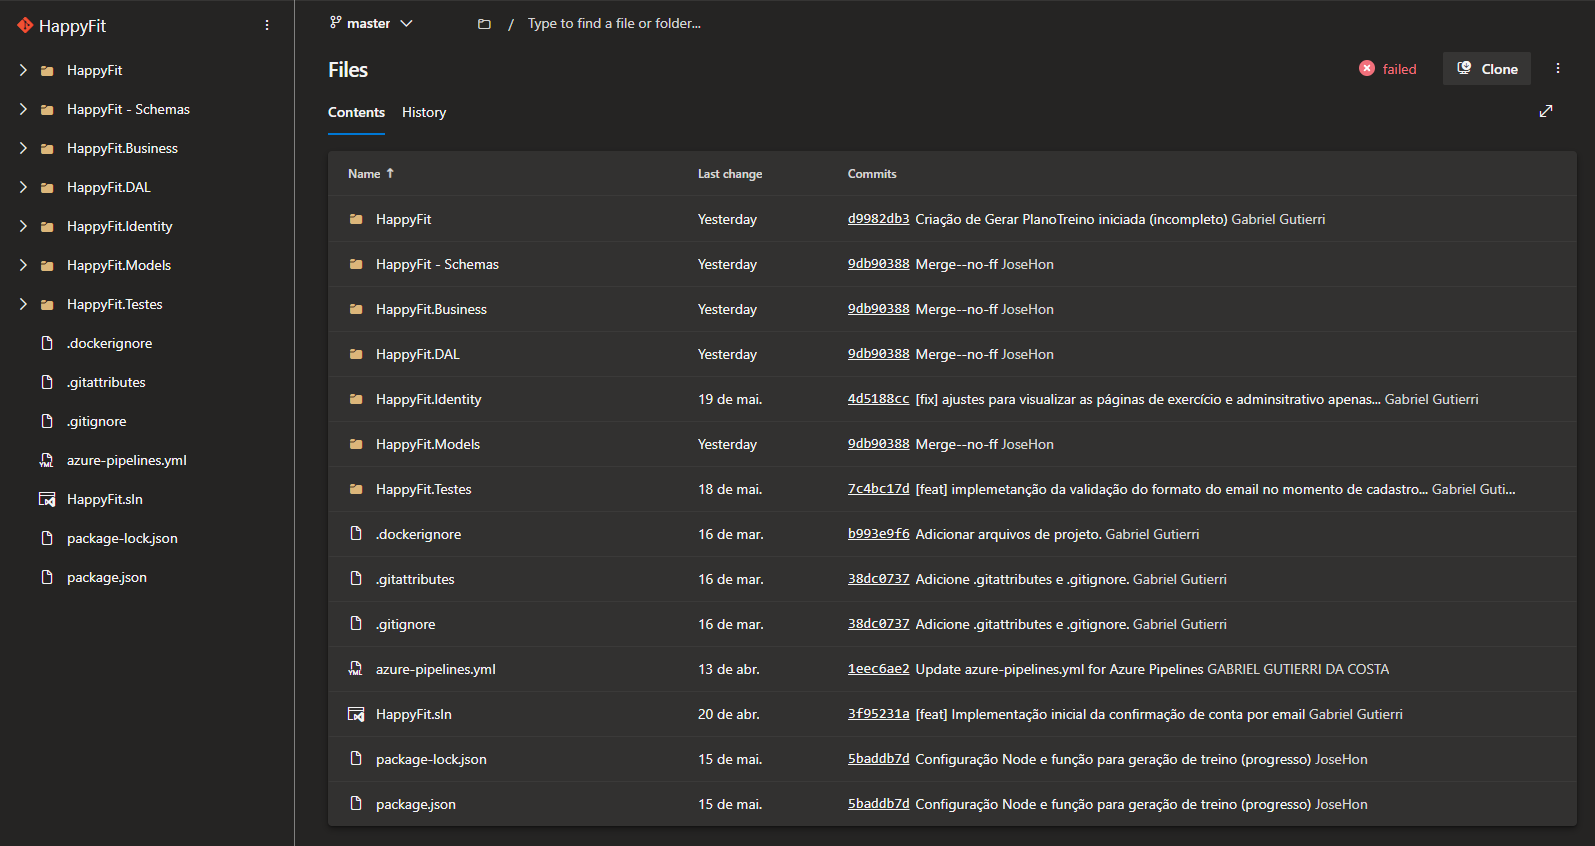 HappyFit
HappyFit
HappyFit - Schemas
HappyFit.Business
HappyFit.DAL
HappyFit.Identity
HappyFit.Models
HappyFit.Testes
.dockerignore
.gitattributes
.gitignore
azure-pipelines.yml
HappyFit.sln
package-lock.json
package.json
master / Type to find a file or folder...
Files failed Clone
Contents History
Name ↑ Last change Commits
HappyFit Yesterday d9982db3 Criação de Gerar PlanoTreino iniciada (incompleto) Gabriel Gutierri
HappyFit - Schemas Yesterday 9db90388 Merge--no-ff JoseHon
HappyFit.Business Yesterday 9db90388 Merge--no-ff JoseHon
HappyFit.DAL Yesterday 9db90388 Merge--no-ff JoseHon
HappyFit.Identity 19 de mai. 4d5188cc [fix] ajustes para visualizar as páginas de exercício e adminsitrativo apenas... Gabriel Gutierri
HappyFit.Models Yesterday 9db90388 Merge--no-ff JoseHon
HappyFit.Testes 18 de mai. 7c4bc17d [feat] implemetanção da validação do formato do email no momento de cadastro... Gabriel Guti...
.dockerignore 16 de mar. b993e9f6 Adicionar arquivos de projeto. Gabriel Gutierri
.gitattributes 16 de mar. 38dc0737 Adicione .gitattributes e .gitignore. Gabriel Gutierri
.gitignore 16 de mar. 38dc0737 Adicione .gitattributes e .gitignore. Gabriel Gutierri
azure-pipelines.yml 13 de abr. 1eec6ae2 Update azure-pipelines.yml for Azure Pipelines GABRIEL GUTIERRI DA COSTA
HappyFit.sln 20 de abr. 3f95231a [feat] Implementação inicial da confirmação de conta por email Gabriel Gutierri
package-lock.json 15 de mai. 5baddb7d Configuração Node e função para geração de treino (progresso) JoseHon
package.json 15 de mai. 5baddb7d Configuração Node e função para geração de treino (progresso) JoseHon